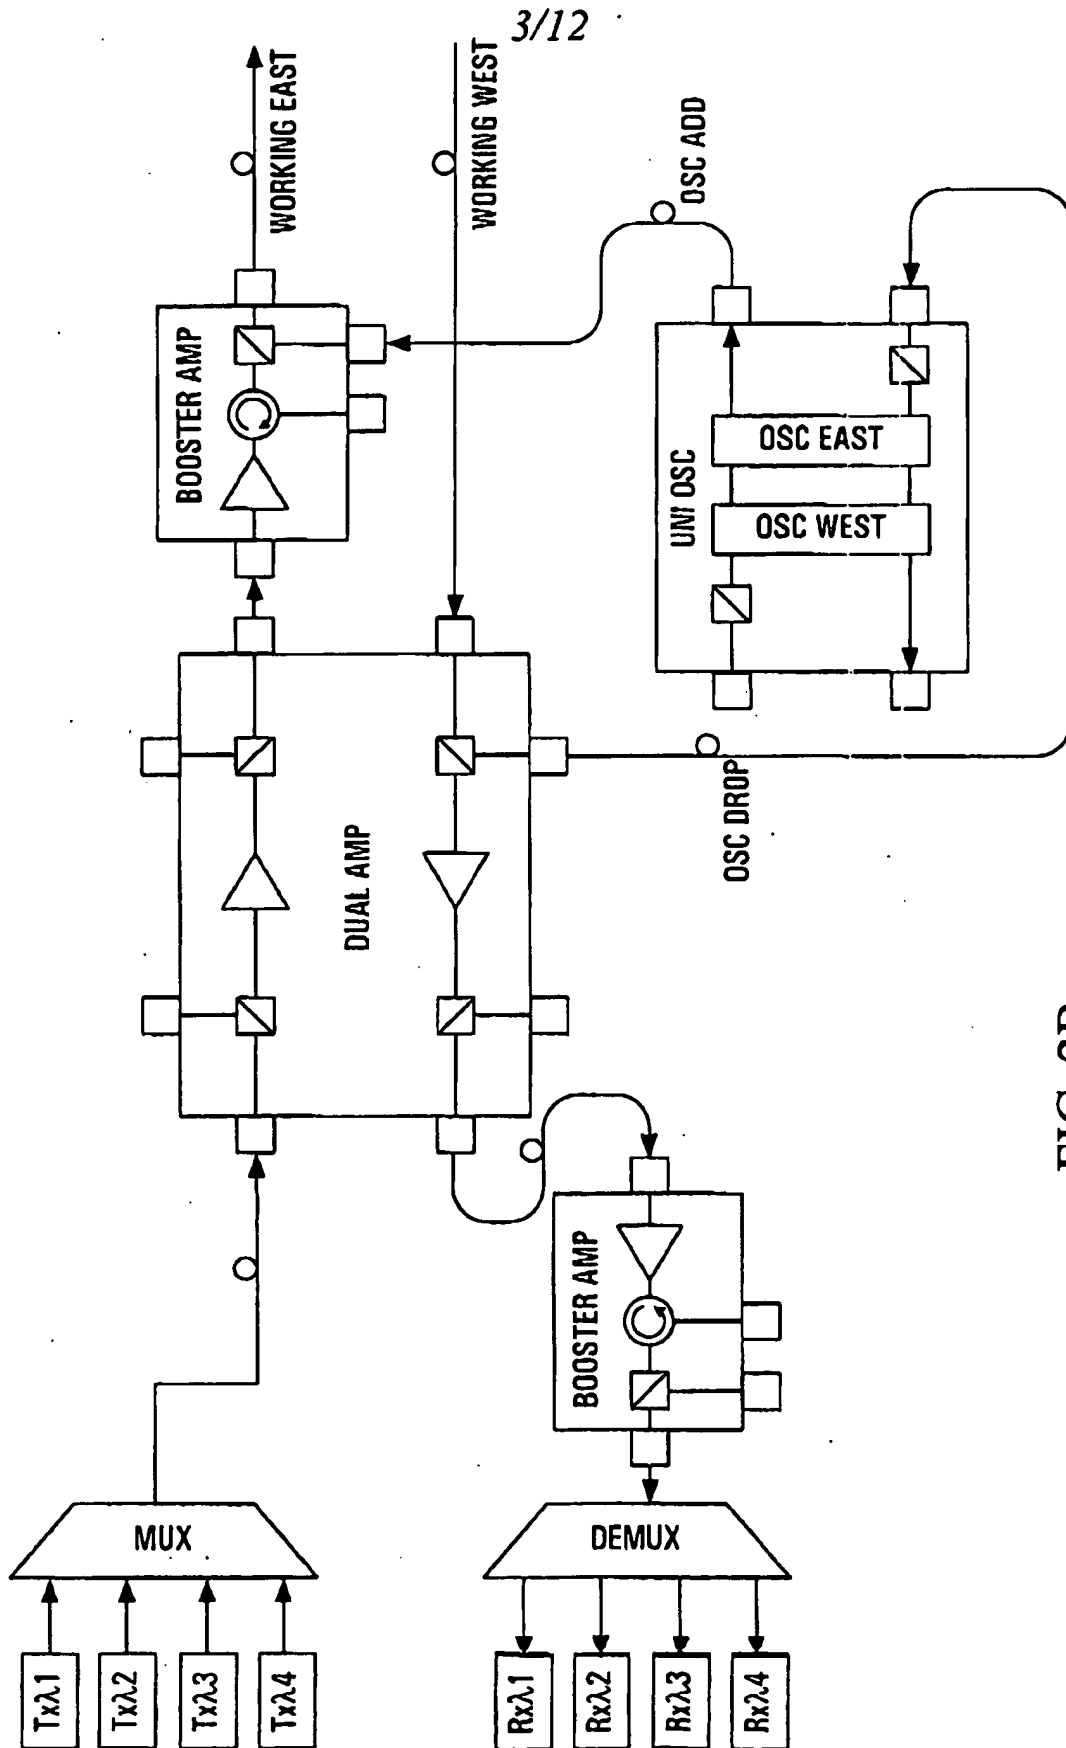 3/12
WORKING EAST
WORKING WEST
OSC ADD
BOOSTER AMP
UNI OSC
OSC EAST
OSC WEST
DUAL AMP
OSC DROP
BOOSTER AMP
MUX
DEMUX
Txλ1
Txλ2
Txλ3
Txλ4
Rxλ1
Rxλ2
Rxλ3
Rxλ4